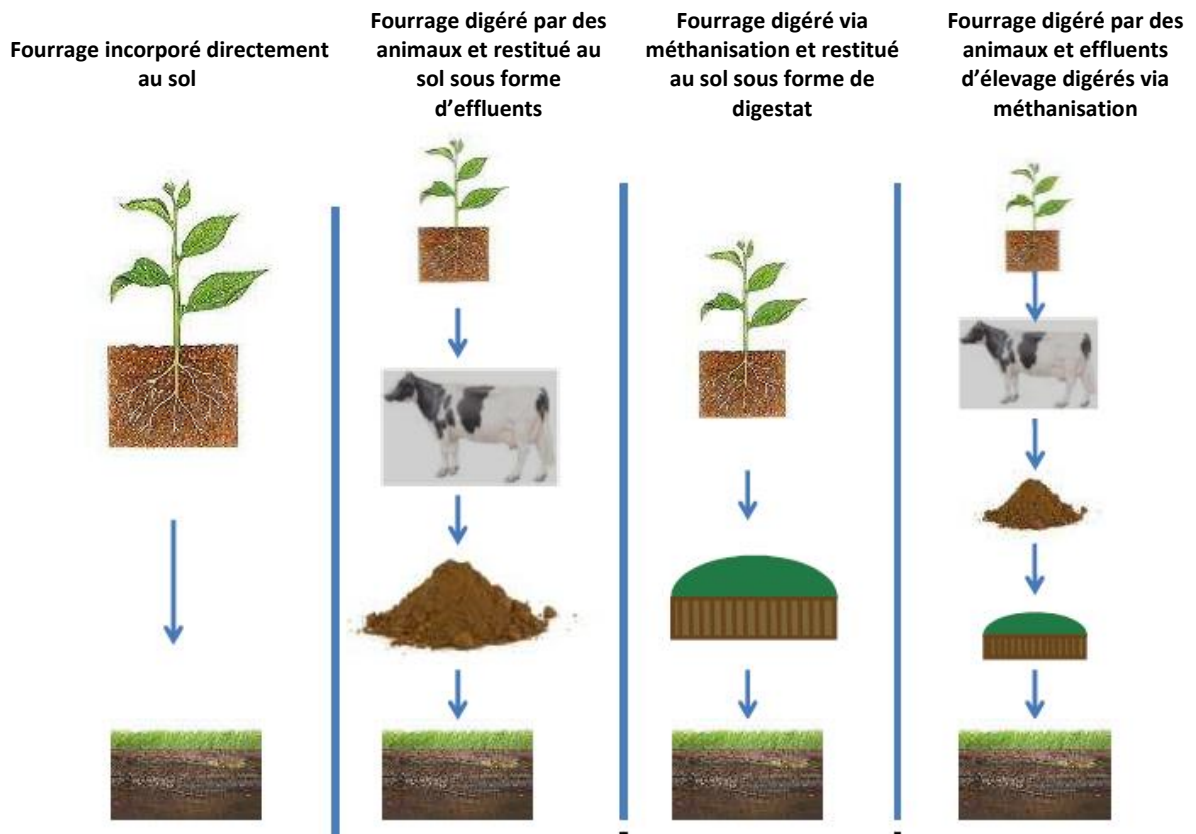 Fourrage incorporé directement
au sol
Fourrage digéré par des
animaux et restitué au
sol sous forme
d'effluents
Fourrage digéré via
méthanisation et restitué
au sol sous forme de
digestat
Fourrage digéré par des
animaux et effluents
d'élevage digérés via
méthanisation